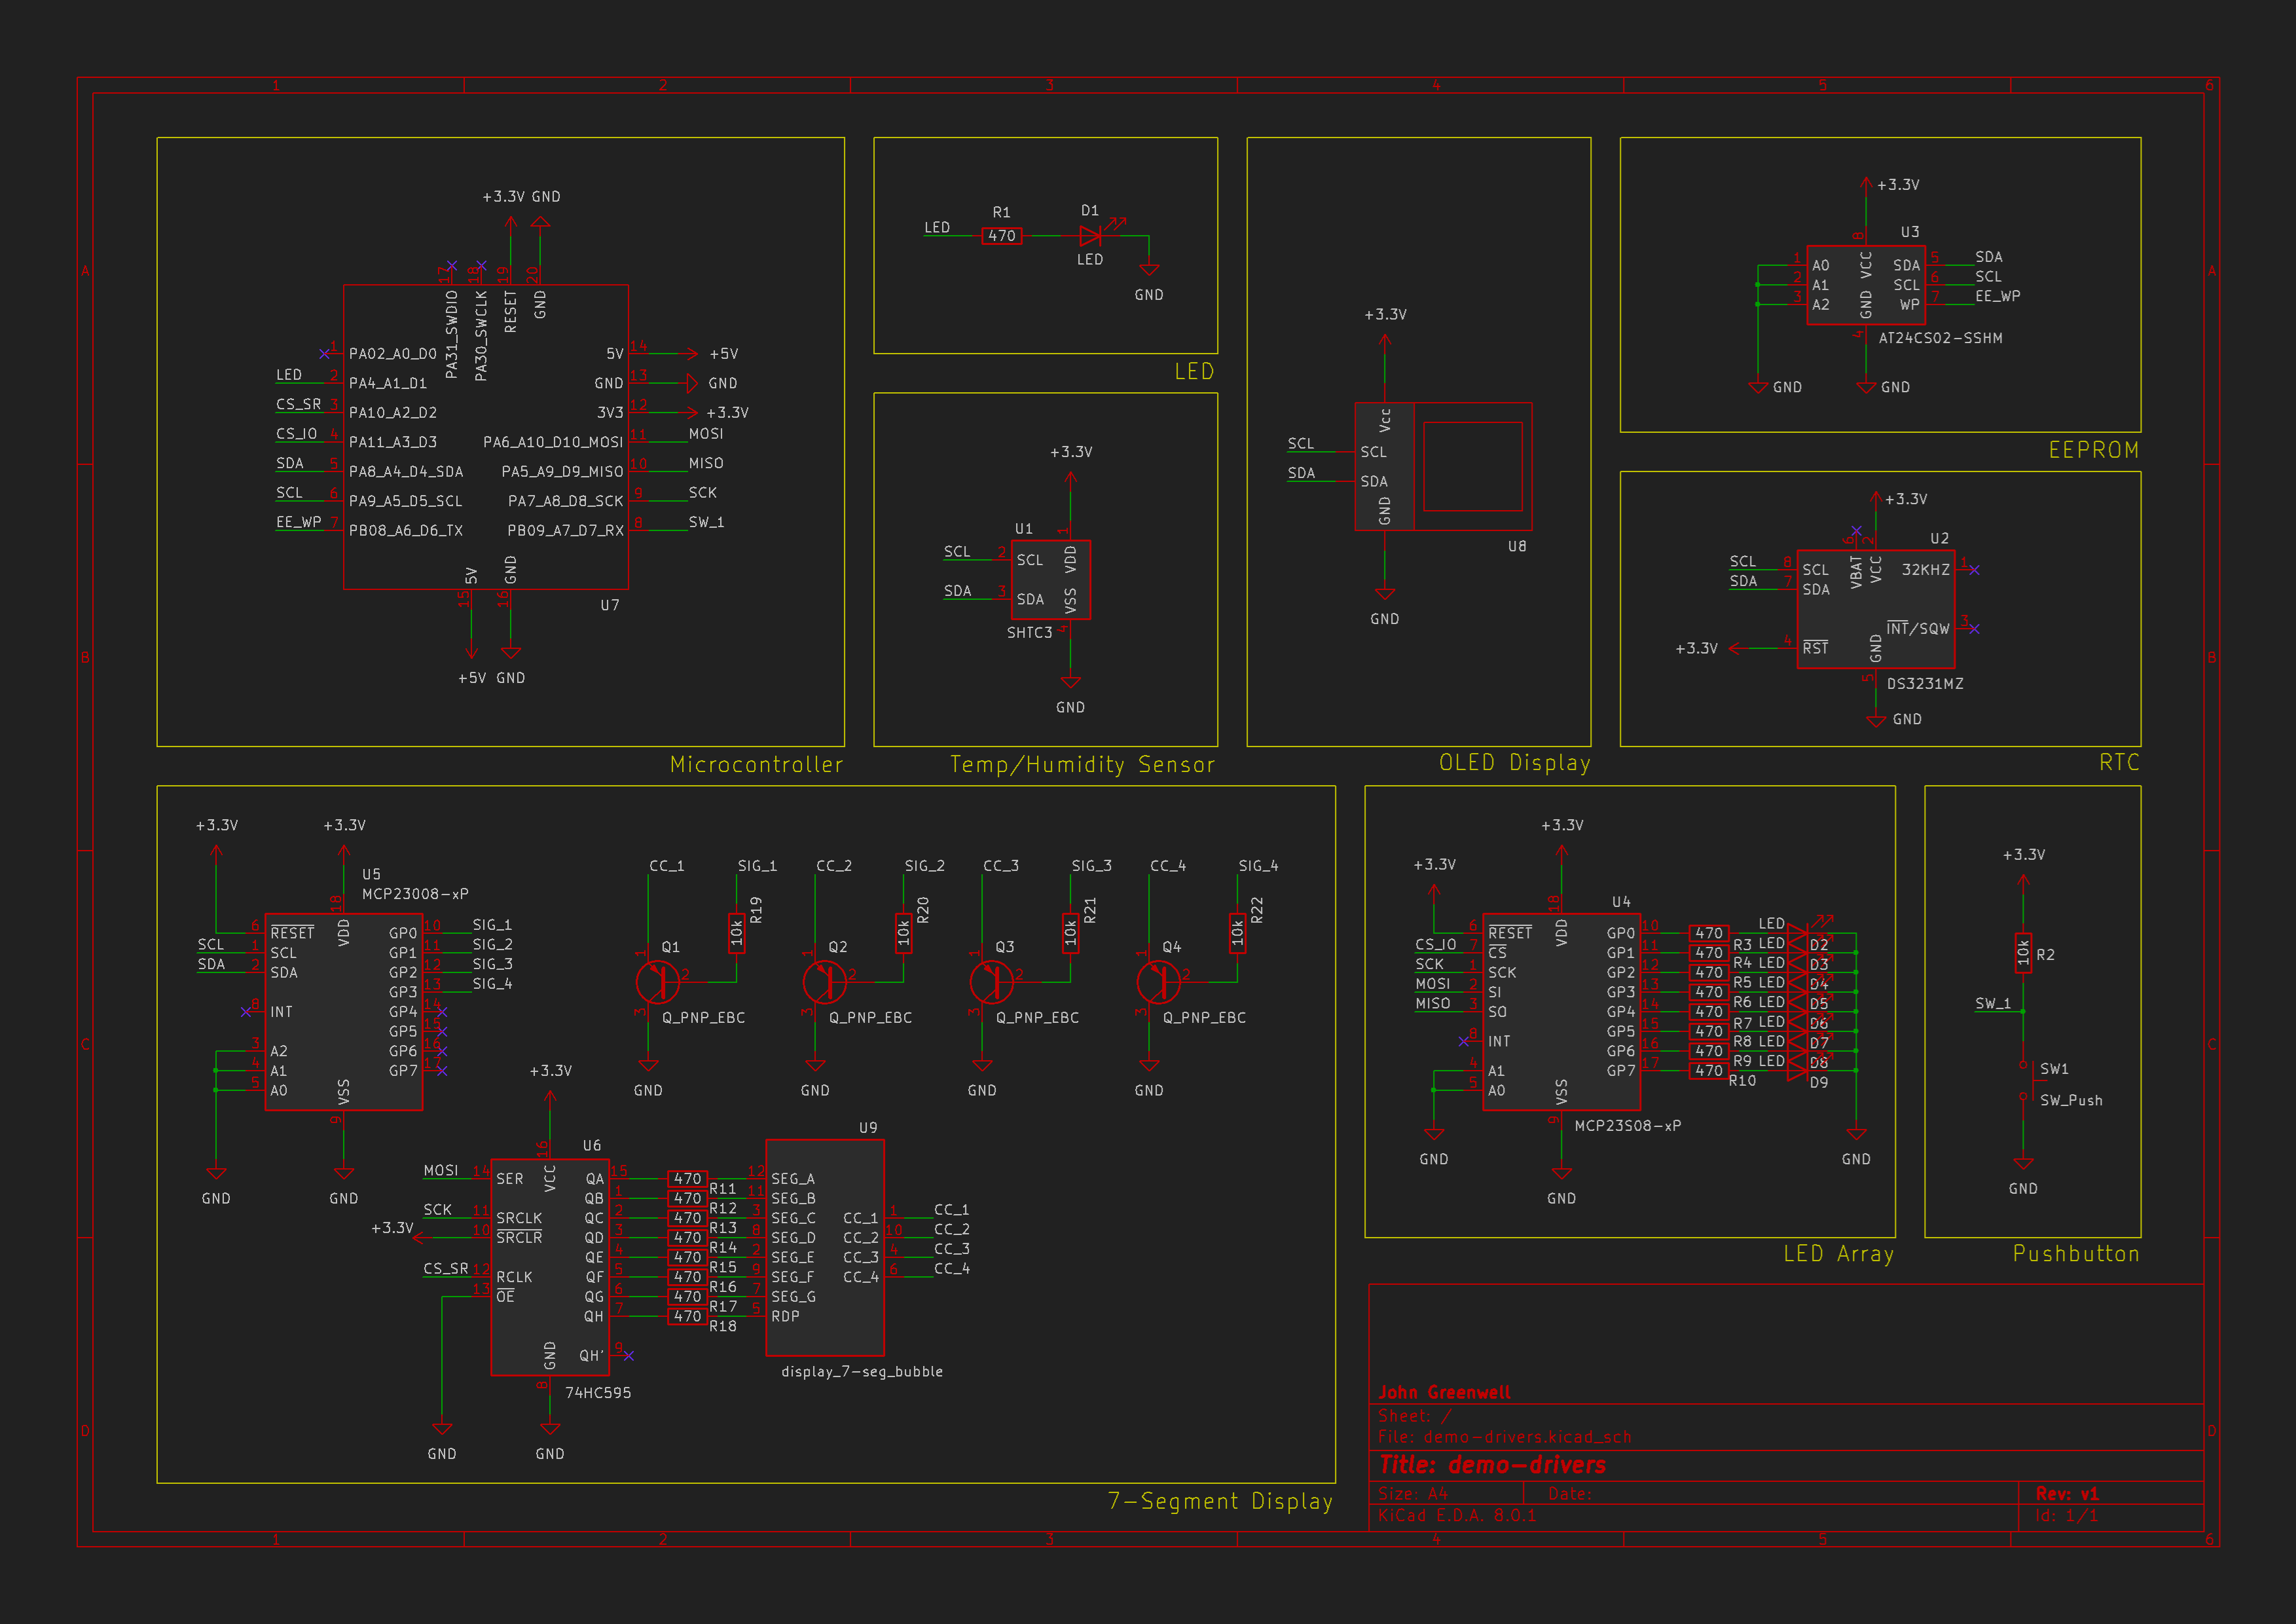 1 2 3 4 5 6
A
B
C
D
+3.3V GND
17 18 19 20
PA31_SWDIO
PA30_SWCLK
RESET
GND
1 PA02_A0_D0
LED 2 PA4_A1_D1
CS_SR 3 PA10_A2_D2
CS_IO 4 PA11_A3_D3
SDA 5 PA8_A4_D4_SDA
SCL 6 PA9_A5_D5_SCL
EE_WP 7 PB08_A6_D6_TX
5V 14 +5V
GND 13 GND
3V3 12 +3.3V
PA6_A10_D10_MOSI 11 MOSI
PA5_A9_D9_MISO 10 MISO
PA7_A8_D8_SCK 9 SCK
PB09_A7_D7_RX 8 SW_1
5V GND
15 16
U7
+5V GND
Microcontroller
R1 D1
LED 470
LED
GND
LED
+3.3V
U1 1
SCL 2 SCL VDD
SDA 3 SDA VSS
SHTC3 4
GND
Temp/Humidity Sensor
+3.3V
Vcc
SCL SCL
SDA SDA
GND
U8
GND
OLED Display
+3.3V
8 U3
1 A0 VCC SDA 5 SDA
2 A1 SCL 6 SCL
3 A2 GND WP 7 EE_WP
4 AT24CS02-SSHM
GND GND
EEPROM
+3.3V
6 2 U2
SCL 8 SCL VBAT VCC 32KHZ 1
SDA 7 SDA
INT/SQW 3
+3.3V 4 RST GND
5 DS3231MZ
GND
RTC
+3.3V +3.3V
U5
MCP23008-xP
18
6 RESET VDD GP0 10 SIG_1
SCL 1 SCL GP1 11 SIG_2
SDA 2 SDA GP2 12 SIG_3
GP3 13 SIG_4
8 INT GP4 14
GP5 15
3 A2 GP6 16
4 A1 GP7 17
5 A0 VSS
9
GND GND
CC_1 SIG_1 CC_2 SIG_2 CC_3 SIG_3 CC_4 SIG_4
10k R19 10k R20 10k R21 10k R22
1 Q1 1 Q2 1 Q3 1 Q4
2 2 2 2
3 Q_PNP_EBC 3 Q_PNP_EBC 3 Q_PNP_EBC 3 Q_PNP_EBC
GND GND GND GND
+3.3V
16 U6 U9
MOSI 14 SER VCC QA 15 470 R11 12 SEG_A
QB 1 470 R12 11 SEG_B
SCK 11 SRCLK QC 2 470 R13 3 SEG_C CC_1 1 CC_1
+3.3V 10 SRCLR QD 3 470 R14 8 SEG_D CC_2 10 CC_2
QE 4 470 R15 2 SEG_E CC_3 4 CC_3
CS_SR 12 RCLK QF 5 470 R16 9 SEG_F CC_4 6 CC_4
13 OE QG 6 470 R17 7 SEG_G
QH 7 470 R18 5 RDP
GND QH' 9
8 74HC595
display_7-seg_bubble
GND GND
7-Segment Display
+3.3V
+3.3V
18 U4
6 RESET VDD GP0 10 470 R3 LED D2
CS_IO 7 CS GP1 11 470 R4 LED D3
SCK 1 SCK GP2 12 470 R5 LED D4
MOSI 2 SI GP3 13 470 R6 LED D5
MISO 3 SO GP4 14 470 R7 LED D6
GP5 15 470 R8 LED D7
8 INT GP6 16 470 R9 LED D8
4 A1 GP7 17 470 R10 LED D9
5 A0 VSS
9 MCP23S08-xP
GND GND GND
LED Array
+3.3V
10k R2
SW_1
SW1
SW_Push
GND
Pushbutton
John Greenwell
Sheet: /
File: demo-drivers.kicad_sch
Title: demo-drivers
Size: A4 Date: Rev: v1
KiCad E.D.A. 8.0.1 Id: 1/1
1 2 3 4 5 6
A
B
C
D